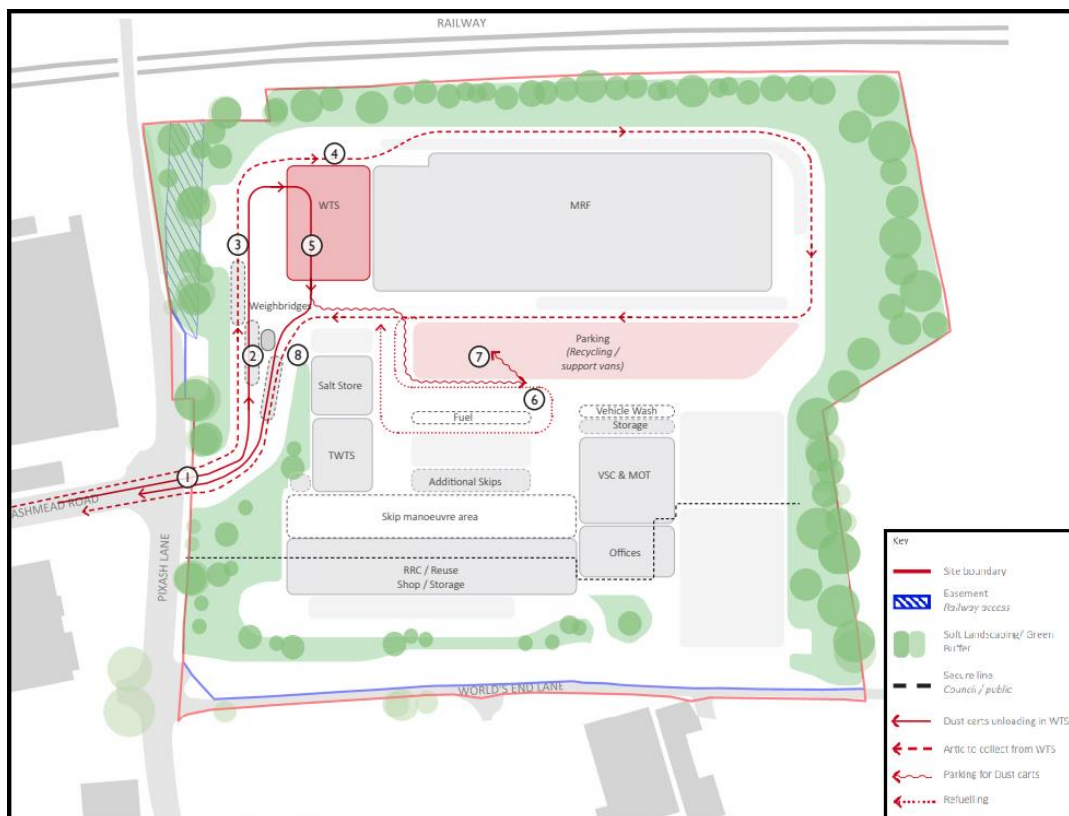 RAILWAY
4
WTS
MRF
3
5
Weighbridges
Parking
(Recycling /
support vans)
2
8
7
Salt Store
6
Fuel
Vehicle Wash
Storage
TWTS
VSC & MOT
Additional Skips
1
ASHMEAD ROAD
Skip manoeuvre area
PIXASH LANE
Offices
RRC / Reuse
Shop / Storage
WORLD'S END LANE
Key
Site boundary
Easement
Railway access
Soft Landscaping/ Green
Buffer
Secure line
Council / public
Dust carts unloading in WTS
Artic to collect from WTS
Parking for Dust carts
Refuelling